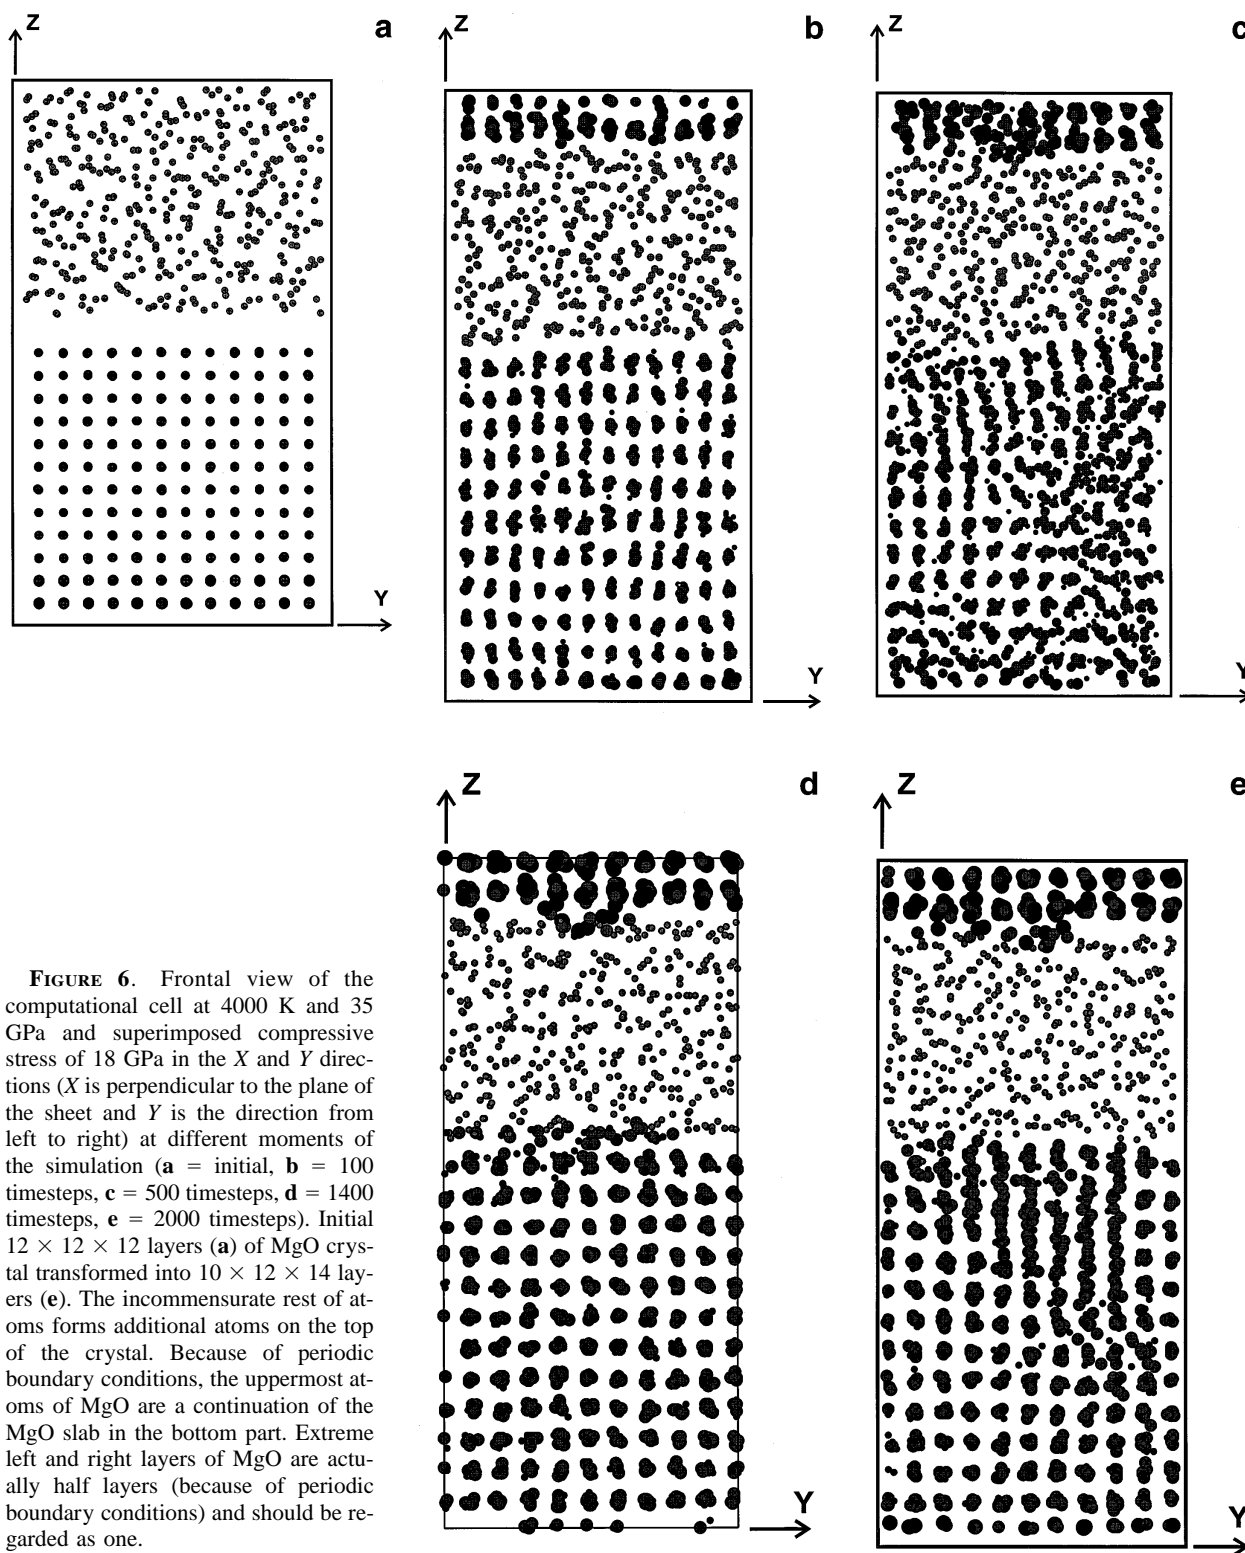 Z
a
Y
Z
b
Y
Z
c
Y
Z
d
Y
Z
e
Y
FIGURE 6. Frontal view of the
computational cell at 4000 K and 35
GPa and superimposed compressive
stress of 18 GPa in the X and Y direc-
tions (X is perpendicular to the plane of
the sheet and Y is the direction from
left to right) at different moments of
the simulation (a = initial, b = 100
timesteps, c = 500 timesteps, d = 1400
timesteps, e = 2000 timesteps). Initial
12 × 12 × 12 layers (a) of MgO crys-
tal transformed into 10 × 12 × 14 lay-
ers (e). The incommensurate rest of at-
oms forms additional atoms on the top
of the crystal. Because of periodic
boundary conditions, the uppermost at-
oms of MgO are a continuation of the
MgO slab in the bottom part. Extreme
left and right layers of MgO are actu-
ally half layers (because of periodic
boundary conditions) and should be re-
garded as one.